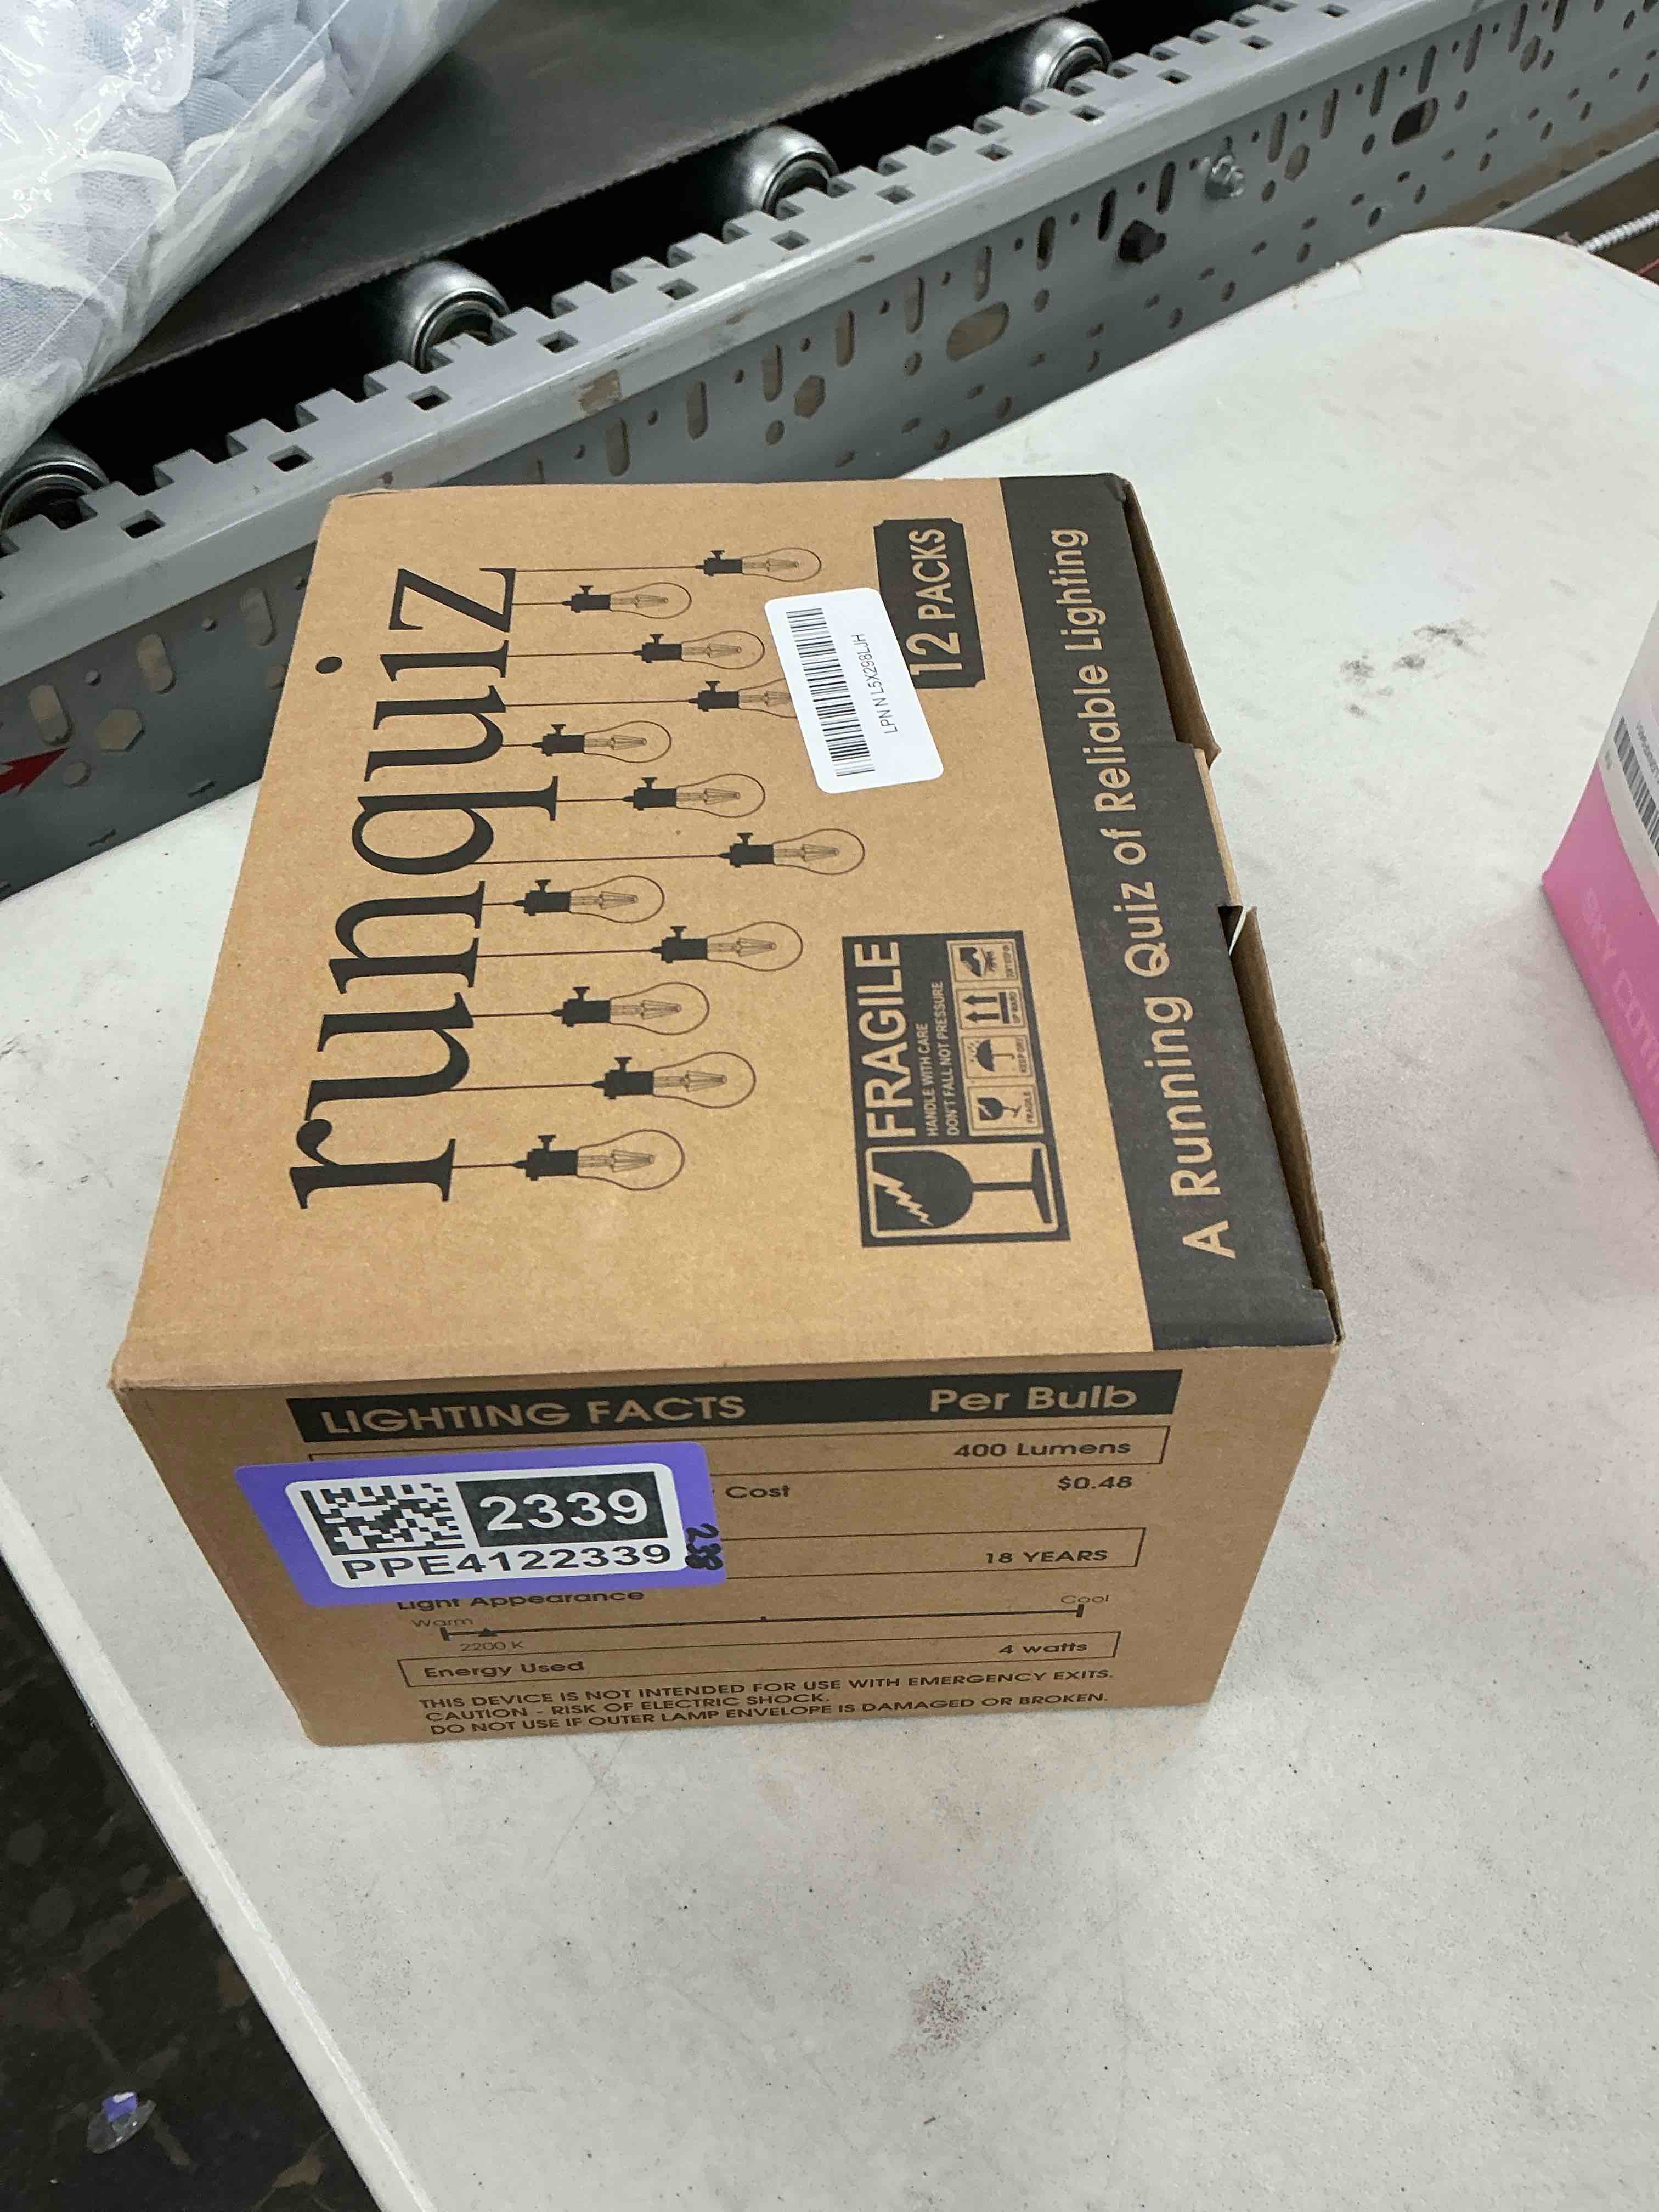 runquiz
12 PACKS
LPN N L5X298LJH
FRAGILE
HANDLE WITH CARE
DON'T FALL NOT PRESSURE
FRAGILE
KEEP DRY
A Running Quiz of Reliable Lighting
LIGHTING FACTS Per Bulb
400 Lumens
Cost $0.48
18 YEARS
2339
PPE4122339
Light Appearance
Warm Cool
2200 K
Energy Used 4 watts
THIS DEVICE IS NOT INTENDED FOR USE WITH EMERGENCY EXITS.
CAUTION - RISK OF ELECTRIC SHOCK.
DO NOT USE IF OUTER LAMP ENVELOPE IS DAMAGED OR BROKEN.